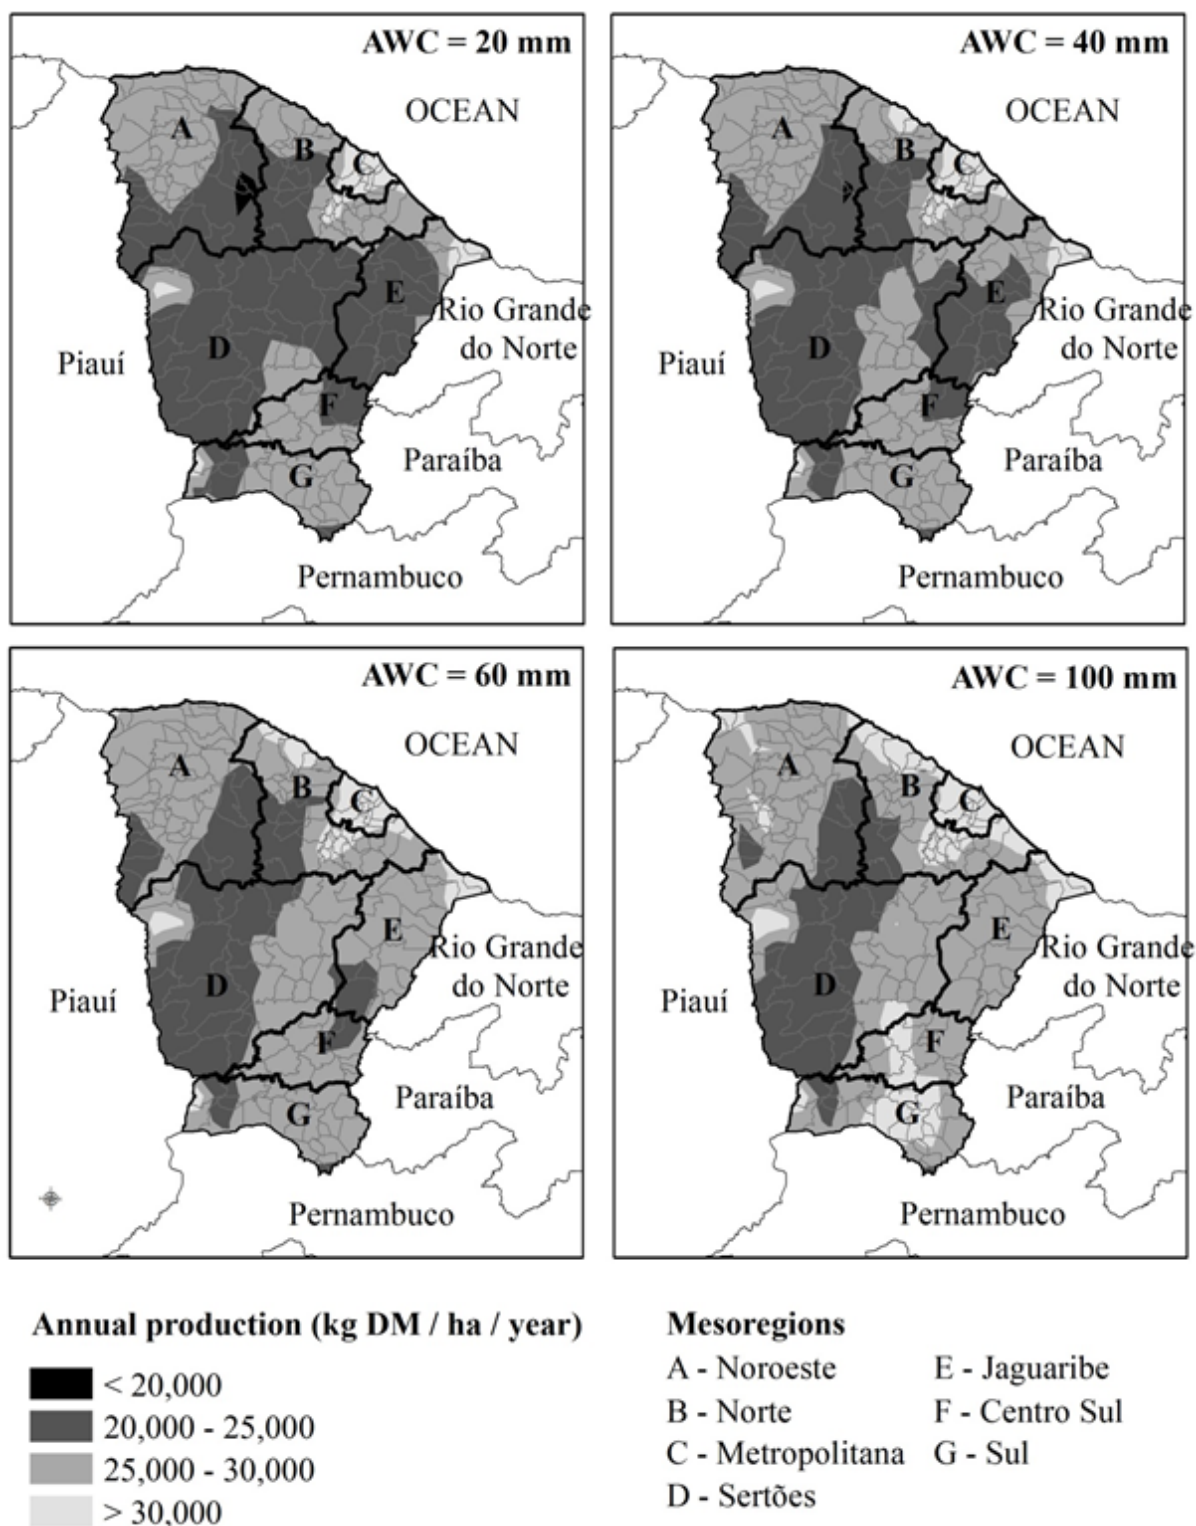 AWC = 20 mm
OCEAN
A
B
C
E
Rio Grande
do Norte
D
Piauí
F
Paraíba
G
Pernambuco
AWC = 40 mm
OCEAN
A
B
C
E
Rio Grande
do Norte
D
Piauí
F
Paraíba
G
Pernambuco
AWC = 60 mm
OCEAN
A
B
C
E
Rio Grande
do Norte
D
Piauí
F
Paraíba
G
Pernambuco
AWC = 100 mm
OCEAN
A
B
C
E
Rio Grande
do Norte
D
Piauí
F
Paraíba
G
Pernambuco
Annual production (kg DM / ha / year)
< 20,000
20,000 - 25,000
25,000 - 30,000
> 30,000
Mesoregions
A - Noroeste
B - Norte
C - Metropolitana
D - Sertões
E - Jaguaribe
F - Centro Sul
G - Sul